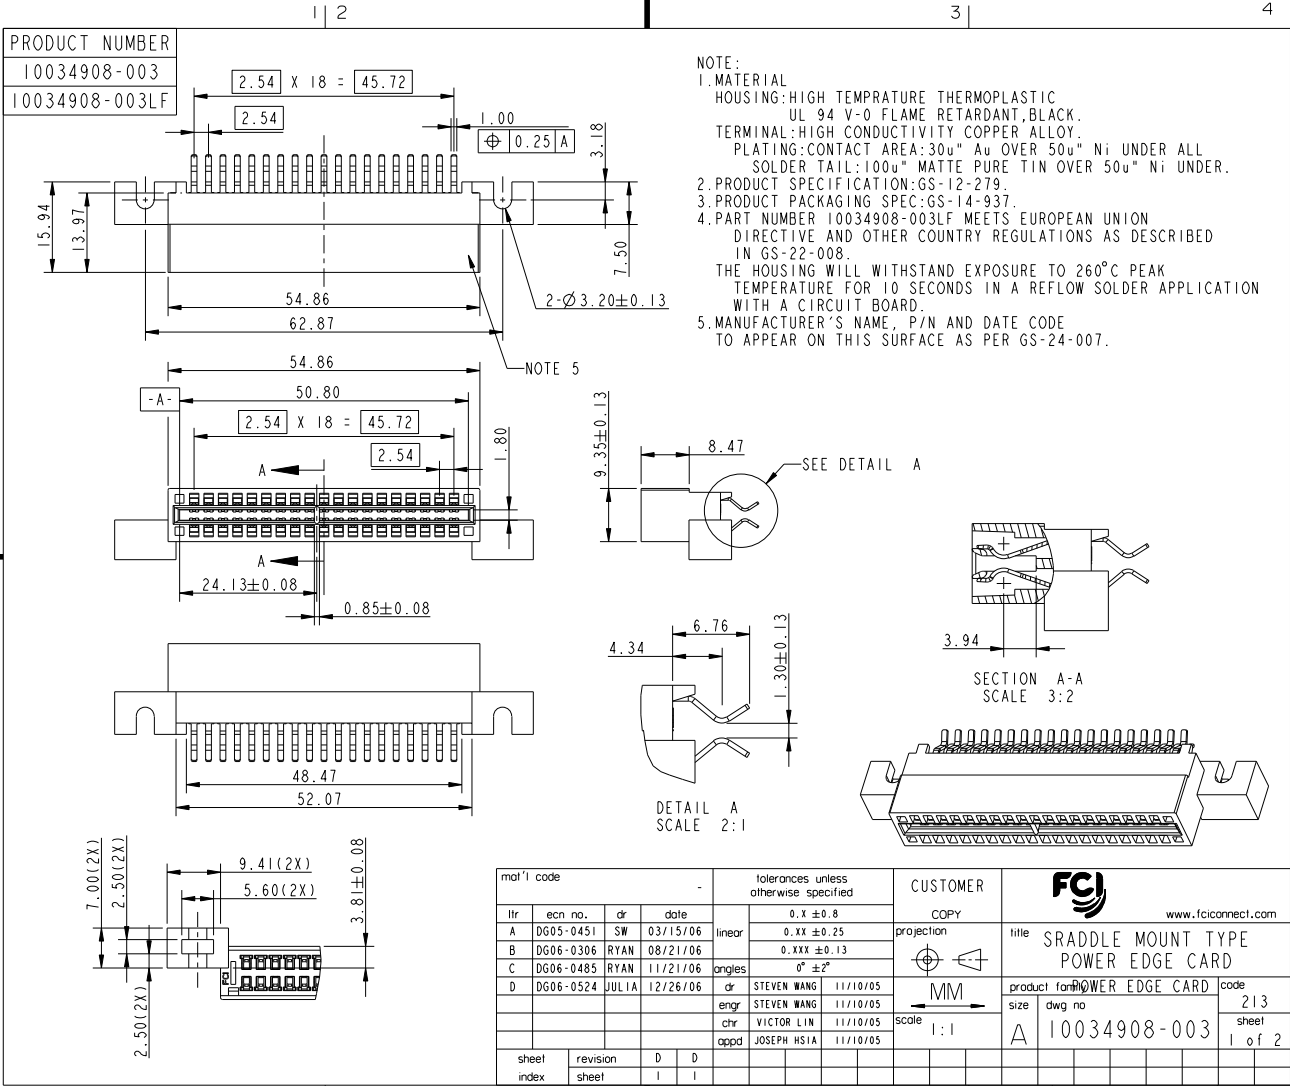 1 2 3 4
PRODUCT NUMBER
10034908-003
10034908-003LF
2.54 X 18 = 45.72
2.54
1.00
⌖ 0.25 A
3.18
15.94
13.97
7.50
54.86
2-Ø3.20±0.13
62.87
NOTE 5
NOTE:
1.MATERIAL
HOUSING:HIGH TEMPRATURE THERMOPLASTIC
UL 94 V-0 FLAME RETARDANT,BLACK.
TERMINAL:HIGH CONDUCTIVITY COPPER ALLOY.
PLATING:CONTACT AREA:30u" Au OVER 50u" Ni UNDER ALL
SOLDER TAIL:100u" MATTE PURE TIN OVER 50u" Ni UNDER.
2.PRODUCT SPECIFICATION:GS-12-279.
3.PRODUCT PACKAGING SPEC:GS-14-937.
4.PART NUMBER 10034908-003LF MEETS EUROPEAN UNION
DIRECTIVE AND OTHER COUNTRY REGULATIONS AS DESCRIBED
IN GS-22-008.
THE HOUSING WILL WITHSTAND EXPOSURE TO 260°C PEAK
TEMPERATURE FOR 10 SECONDS IN A REFLOW SOLDER APPLICATION
WITH A CIRCUIT BOARD.
5.MANUFACTURER'S NAME, P/N AND DATE CODE
TO APPEAR ON THIS SURFACE AS PER GS-24-007.
54.86
-A-
50.80
2.54 X 18 = 45.72
2.54
1.80
A
A
24.13±0.08
0.85±0.08
9.35±0.13
8.47
SEE DETAIL A
3.94
SECTION A-A
SCALE 3:2
6.76
4.34
1.30±0.13
DETAIL A
SCALE 2:1
48.47
52.07
7.00(2X)
2.50(2X)
9.41(2X)
5.60(2X)
3.81±0.08
2.50(2X)
mat'l code -
tolerances unless
otherwise specified
CUSTOMER
COPY
FCJ
www.fciconnect.com
ltr ecn no. dr date
A DG05-0451 SW 03/15/06
B DG06-0306 RYAN 08/21/06
C DG06-0485 RYAN 11/21/06
D DG06-0524 JULIA 12/26/06
linear 0.X ±0.8
0.XX ±0.25
0.XXX ±0.13
angles 0° ±2°
dr STEVEN WANG 11/10/05
engr STEVEN WANG 11/10/05
chr VICTOR LIN 11/10/05
appd JOSEPH HSIA 11/10/05
projection
MM
scale 1:1
title SRADDLE MOUNT TYPE
POWER EDGE CARD
product family POWER EDGE CARD
code 213
size A
dwg no 10034908-003
sheet 1 of 2
sheet index
revision D D
sheet 1 1